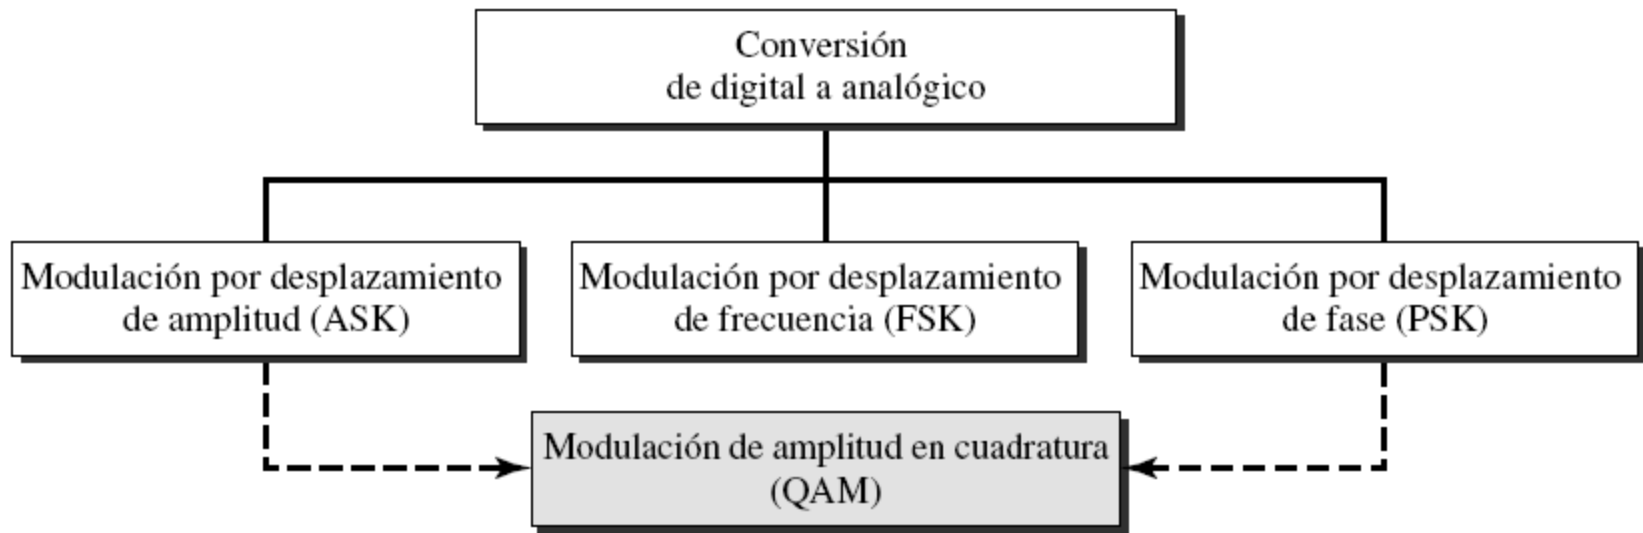 Conversión
de digital a analógico
Modulación por desplazamiento
de amplitud (ASK)
Modulación por desplazamiento
de frecuencia (FSK)
Modulación por desplazamiento
de fase (PSK)
Modulación de amplitud en cuadratura
(QAM)